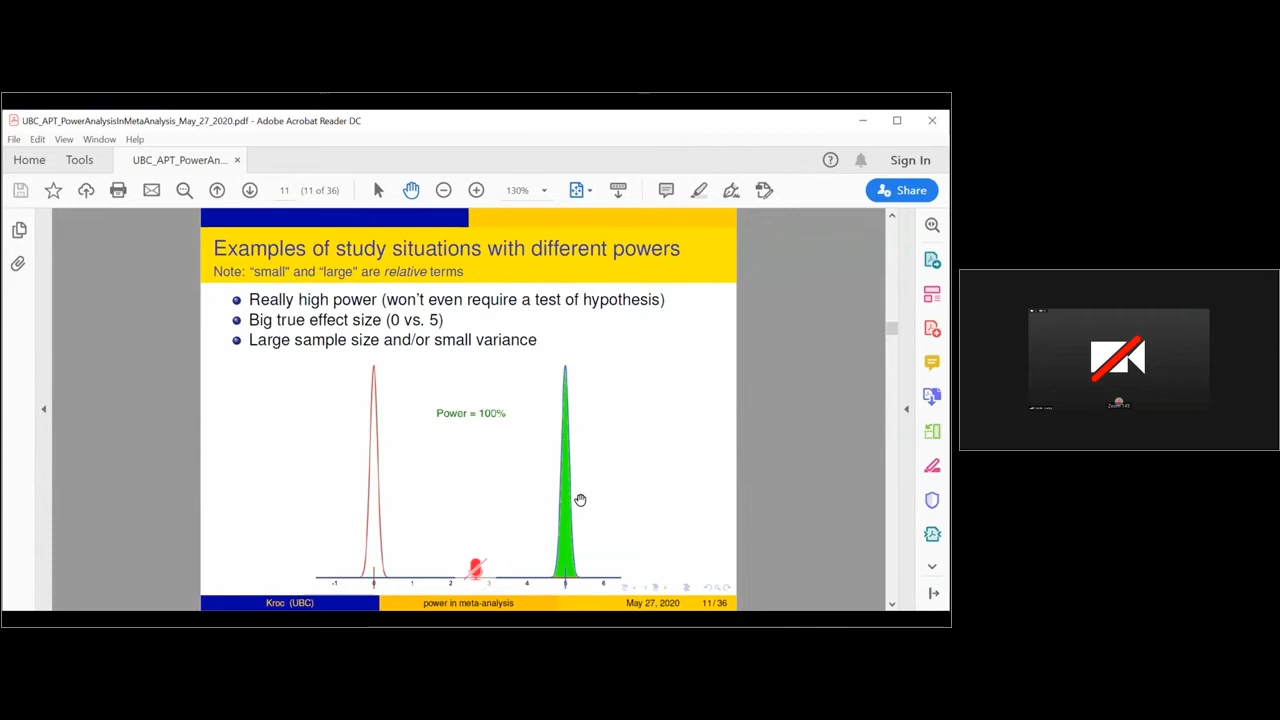 UBC_APT_PowerAnalysisInMetaAnalysis_May_27_2020.pdf - Adobe Acrobat Reader DC
File Edit View Window Help
Home Tools UBC_APT_PowerAn... × Sign In
11 (11 of 36) 130% Share
Examples of study situations with different powers
Note: “small” and “large” are relative terms
Really high power (won’t even require a test of hypothesis)
Big true effect size (0 vs. 5)
Large sample size and/or small variance
Power = 100%
-1 0 1 2 3 4 5 6
Kroc (UBC) power in meta-analysis May 27, 2020 11/36